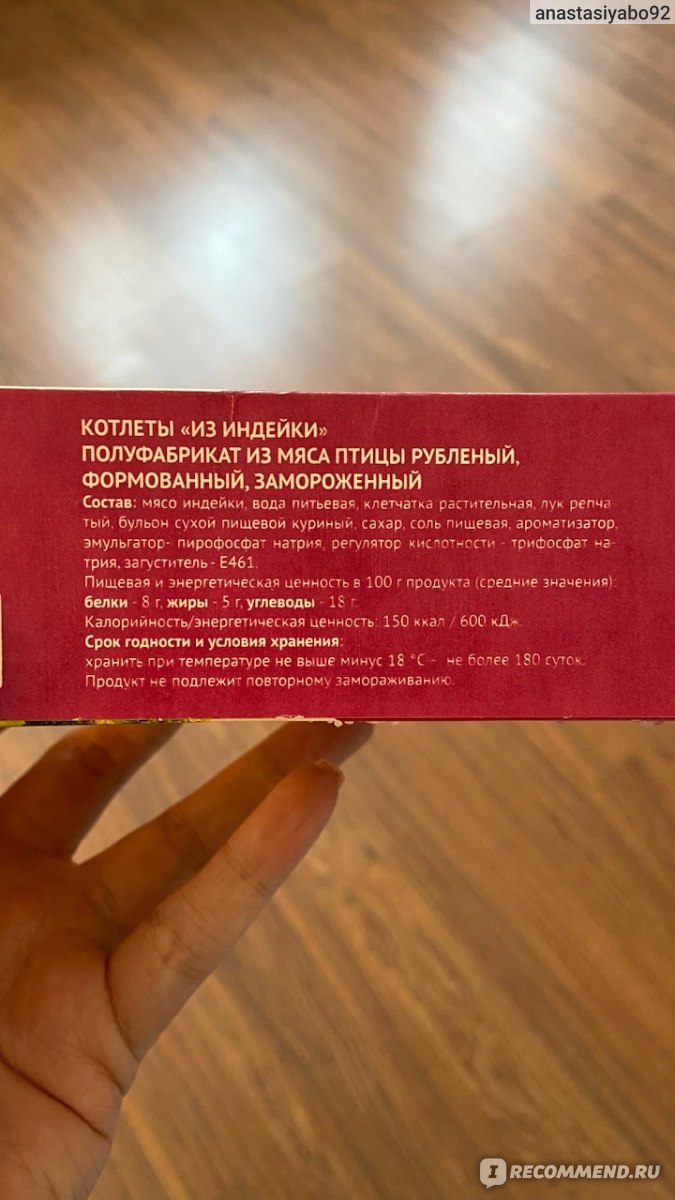 anastasiyabo92
КОТЛЕТЫ «ИЗ ИНДЕЙКИ»
ПОЛУФАБРИКАТ ИЗ МЯСА ПТИЦЫ РУБЛЕНЫЙ,
ФОРМОВАННЫЙ, ЗАМОРОЖЕННЫЙ
Состав: мясо индейки, вода питьевая, клетчатка растительная, лук репча
тый, бульон сухой пищевой куриный, сахар, соль пищевая, ароматизатор,
эмульгатор- пирофосфат натрия, регулятор кислотности - трифосфат на-
трия, загуститель - Е461.
Пищевая и энергетическая ценность в 100 г продукта (средние значения):
белки - 8 г, жиры - 5 г, углеводы - 18 г.
Калорийность/энергетическая ценность: 150 ккал / 600 кДж.
Срок годности и условия хранения:
хранить при температуре не выше минус 18 °С - не более 180 суток.
Продукт не подлежит повторному замораживанию.
IRECOMMEND.RU